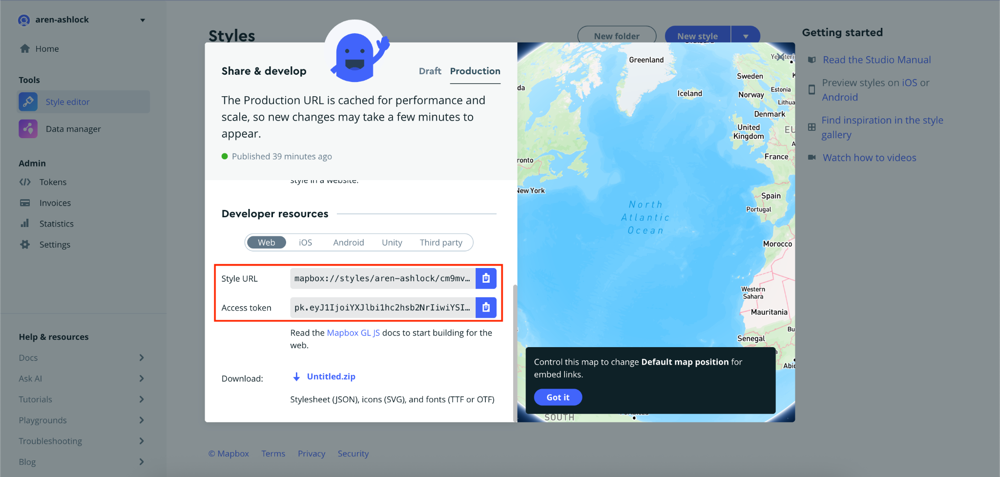 aren-ashlock
Home
Tools
Style editor
Data manager
Admin
Tokens
Invoices
Statistics
Settings
Help & resources
Docs
Ask AI
Tutorials
Playgrounds
Troubleshooting
Blog
Styles
New folder
New style
Share & develop
Draft
Production
The Production URL is cached for performance and
scale, so new changes may take a few minutes to
appear.
Published 39 minutes ago
style in a website.
Developer resources
Web
iOS
Android
Unity
Third party
Style URL
mapbox://styles/aren-ashlock/cm9mv…
Access token
pk.eyJ1IjoiYXJlbi1hc2hsb2NrIiwiYSI…
Read the Mapbox GL JS docs to start building for the
web.
Download:
Untitled.zip
Stylesheet (JSON), icons (SVG), and fonts (TTF or OTF)
Greenland
Yekateri
Sweden
da
Iceland
Norway
Estonia
Lithua
Denmark
United
Kingdom
EU
France
ronto
New York
North
Atlantic
Ocean
Spain
Portugal
Morocco
Western
Sahara
Mauritania
Bu
Senegal
Abi
Control this map to change Default map position for
embed links.
Got it
SOUTH
Getting started
Read the Studio Manual
Preview styles on iOS or
Android
Find inspiration in the style
gallery
Watch how to videos
© Mapbox
Terms
Privacy
Security